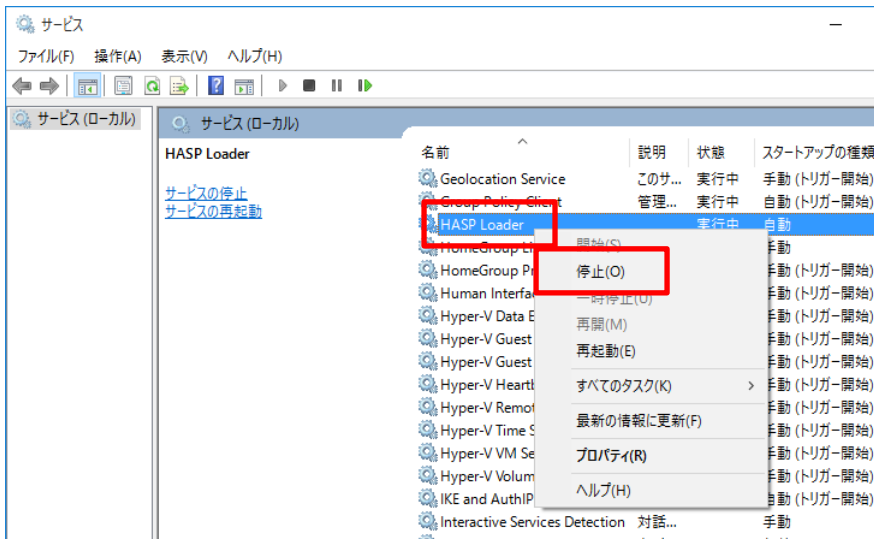 サービス
ファイル(F) 操作(A) 表示(V) ヘルプ(H)
サービス (ローカル)
サービス (ローカル)
HASP Loader
サービスの停止
サービスの再起動
名前 説明 状態 スタートアップの種類
Geolocation Service このサ... 実行中 手動 (トリガー開始)
Group Policy Client 管理... 実行中 自動 (トリガー開始)
HASP Loader 実行中 自動
HomeGroup 手動
HomeGroup Pr 手動 (トリガー開始)
Human Interfa 手動 (トリガー開始)
Hyper-V Data E 手動 (トリガー開始)
Hyper-V Guest 手動 (トリガー開始)
Hyper-V Guest 手動 (トリガー開始)
Hyper-V Heartb 手動 (トリガー開始)
Hyper-V Remot 手動 (トリガー開始)
Hyper-V Time S 手動 (トリガー開始)
Hyper-V VM Se 手動 (トリガー開始)
Hyper-V Volum 手動 (トリガー開始)
IKE and AuthIP 自動 (トリガー開始)
Interactive Services Detection 対話... 手動
開始(S)
停止(O)
一時停止(U)
再開(M)
再起動(E)
すべてのタスク(K)
最新の情報に更新(F)
プロパティ(R)
ヘルプ(H)